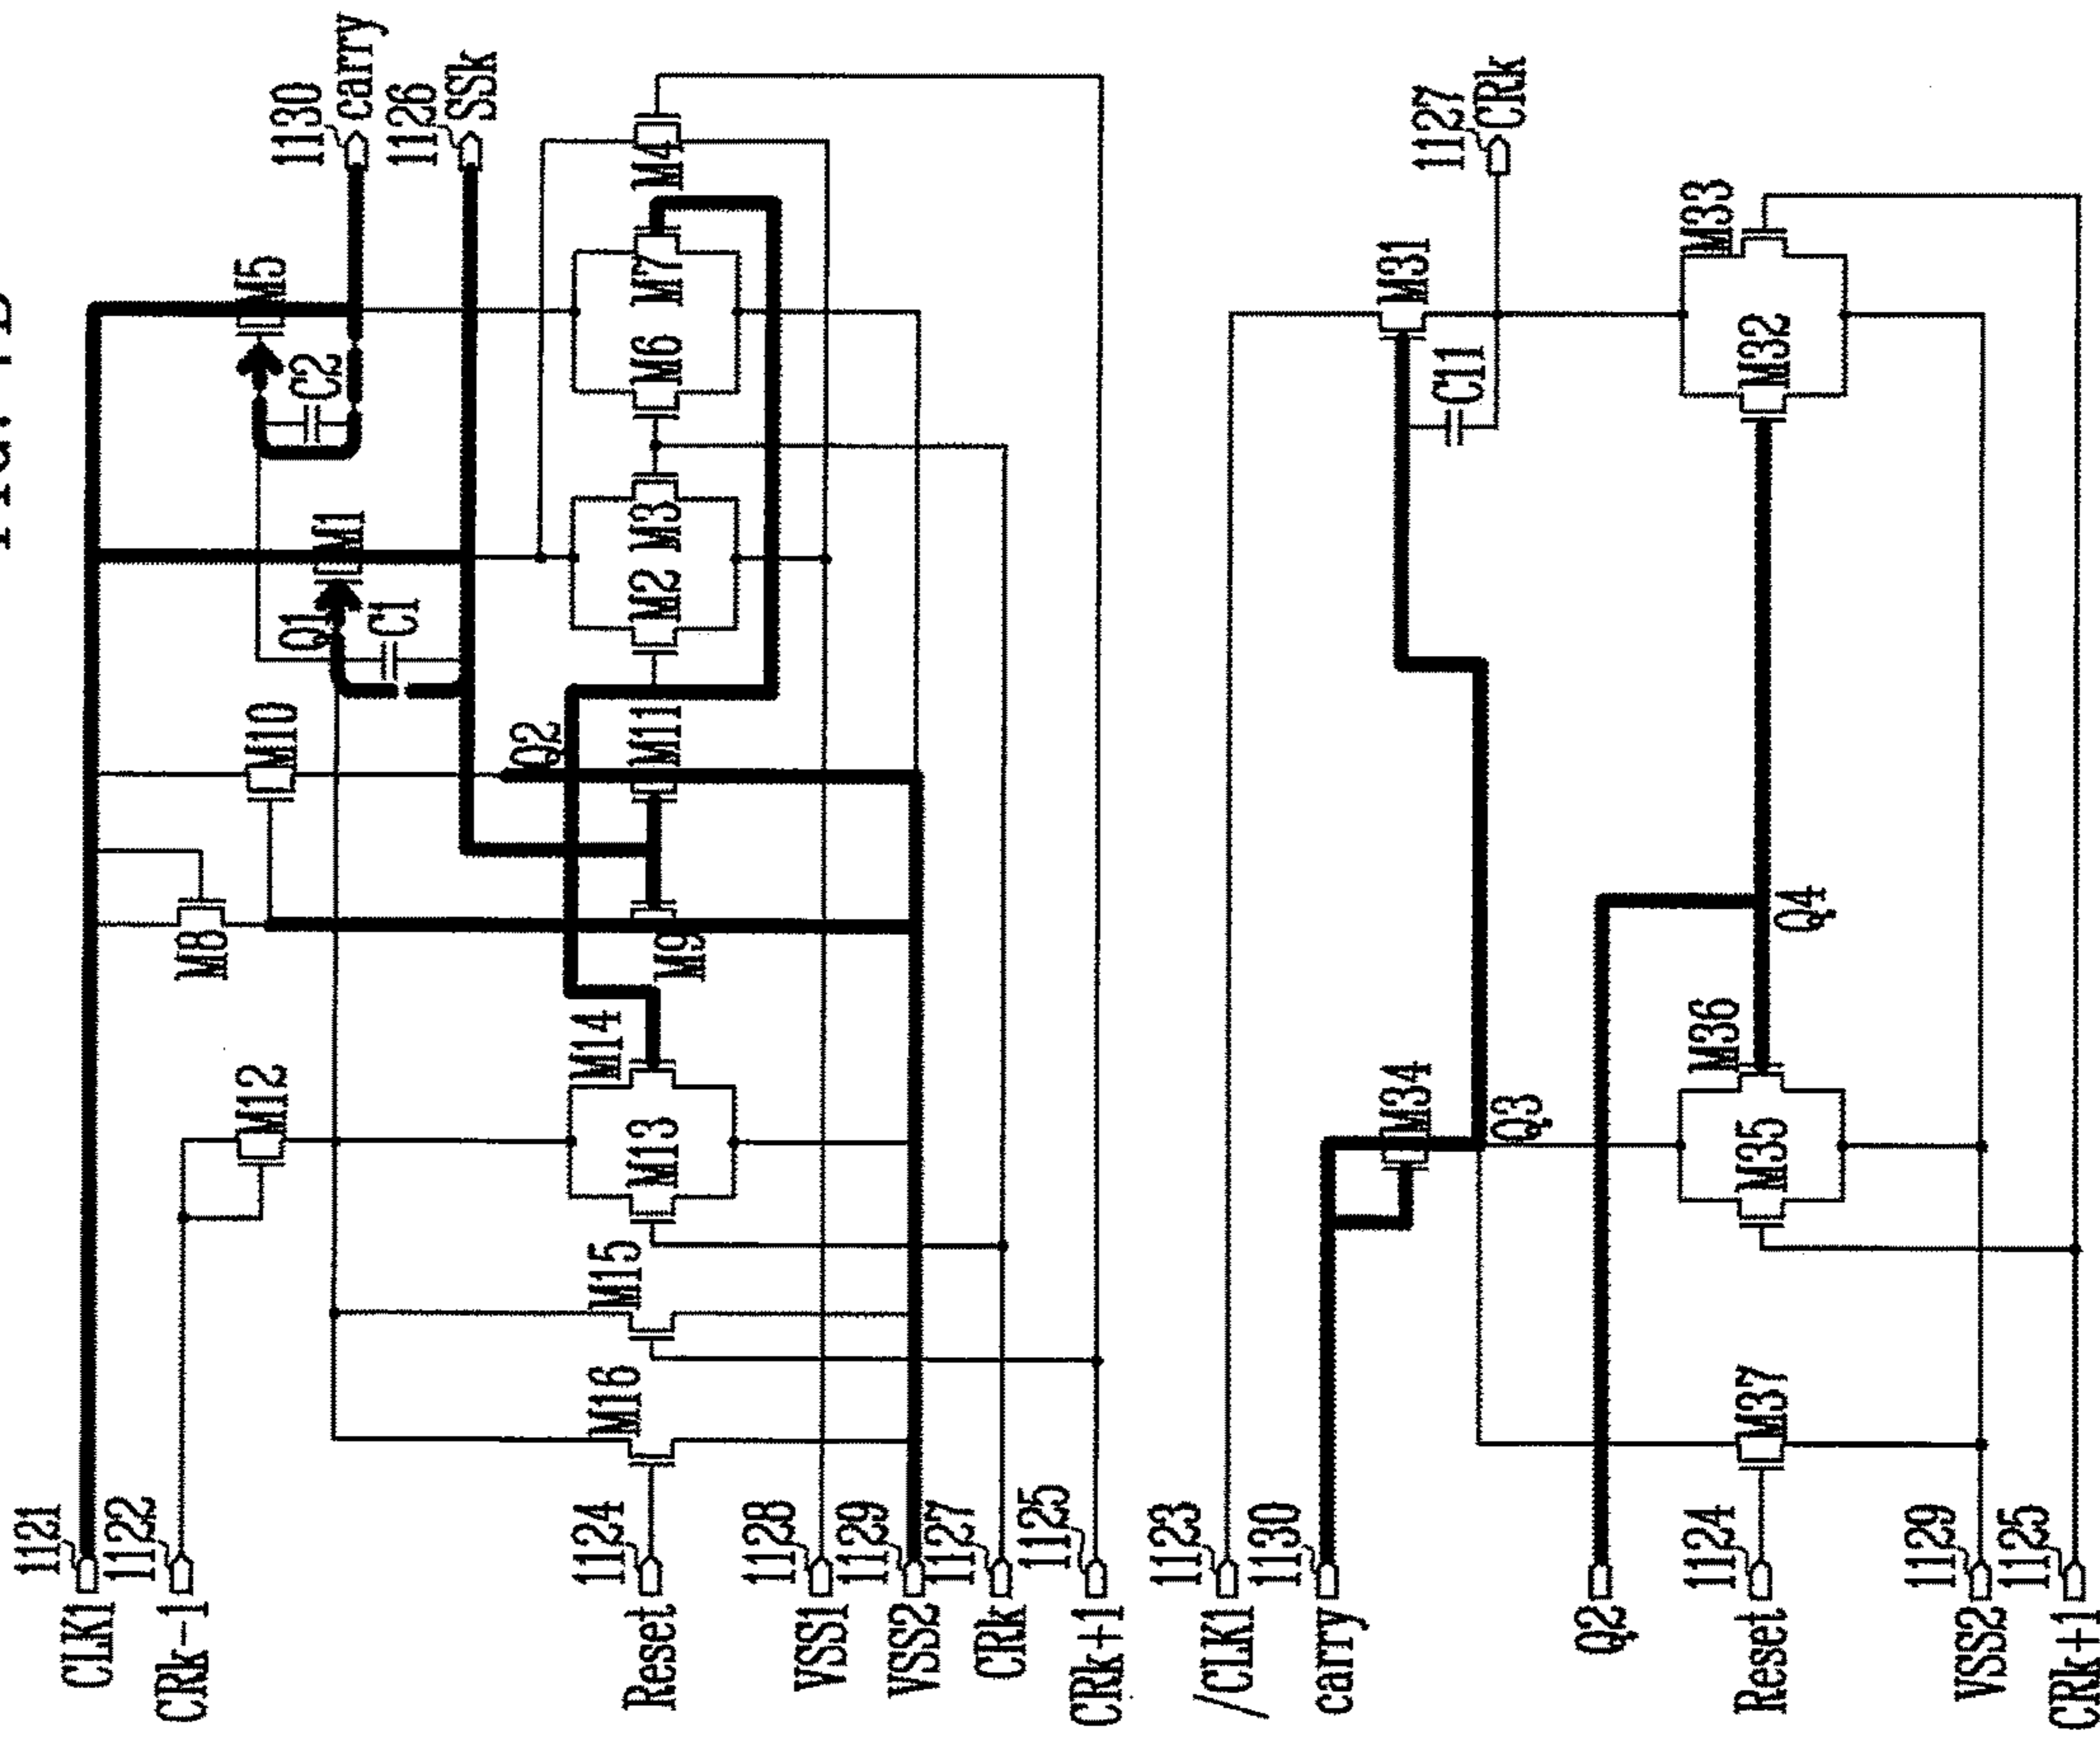 1130
carry
1126
SSk
M5
C2
M1
Q1
C1
M4
M7
M6
M3
M2
M10
Q2
M11
M8
M9
M12
M14
M13
M15
M16
1121
CLK1
1122
CRk-1
1124
Reset
1128
VSS1
1129
VSS2
1127
CRk
1125
CRk+1
1127
CRk
M31
C11
M33
M32
Q4
M34
Q3
M36
M35
M37
1123
/CLK1
1130
carry
Q2
1124
Reset
1129
VSS2
1125
CRk+1